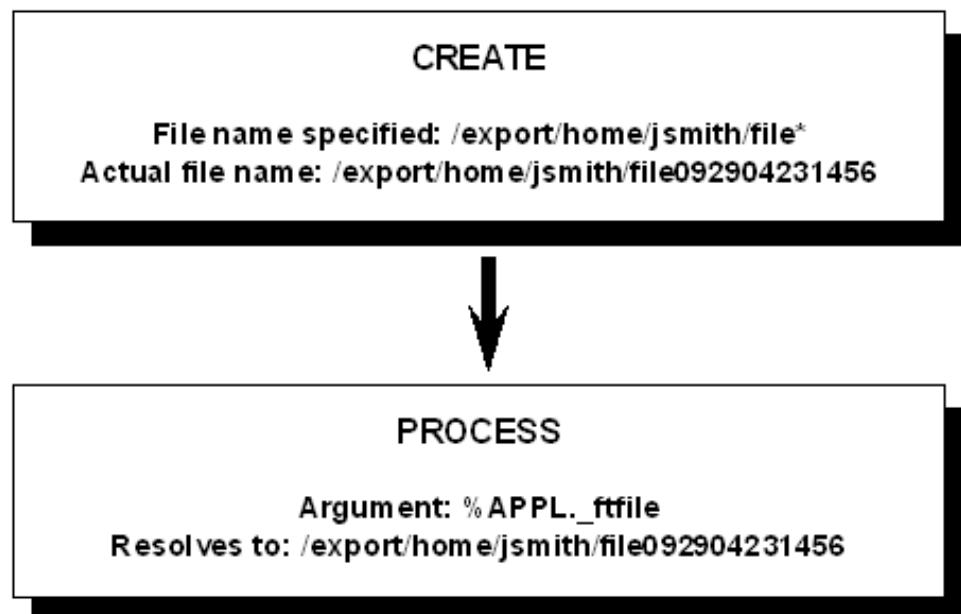 CREATE
File name specified: /export/home/jsmith/file*
Actual file name: /export/home/jsmith/file092904231456
PROCESS
Argument: %APPL._ftfile
Resolves to: /export/home/jsmith/file092904231456